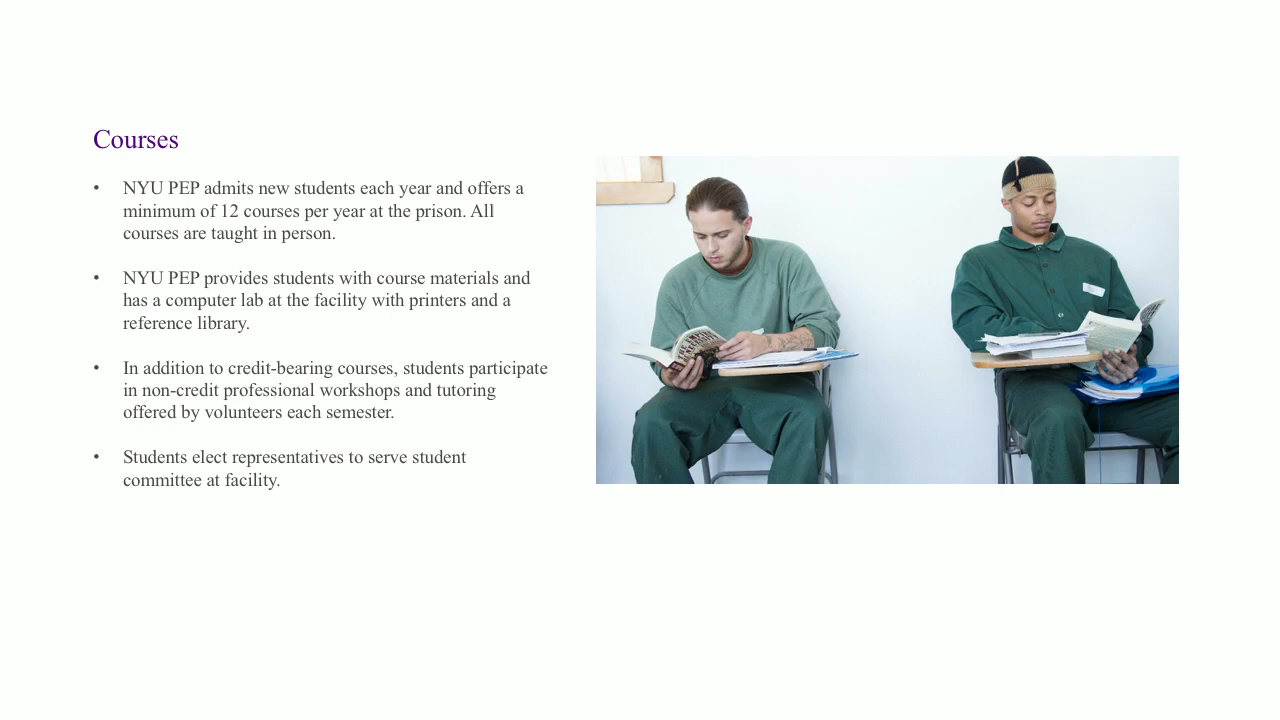 Courses
• NYU PEP admits new students each year and offers a
minimum of 12 courses per year at the prison. All
courses are taught in person.
• NYU PEP provides students with course materials and
has a computer lab at the facility with printers and a
reference library.
• In addition to credit-bearing courses, students participate
in non-credit professional workshops and tutoring
offered by volunteers each semester.
• Students elect representatives to serve student
committee at facility.